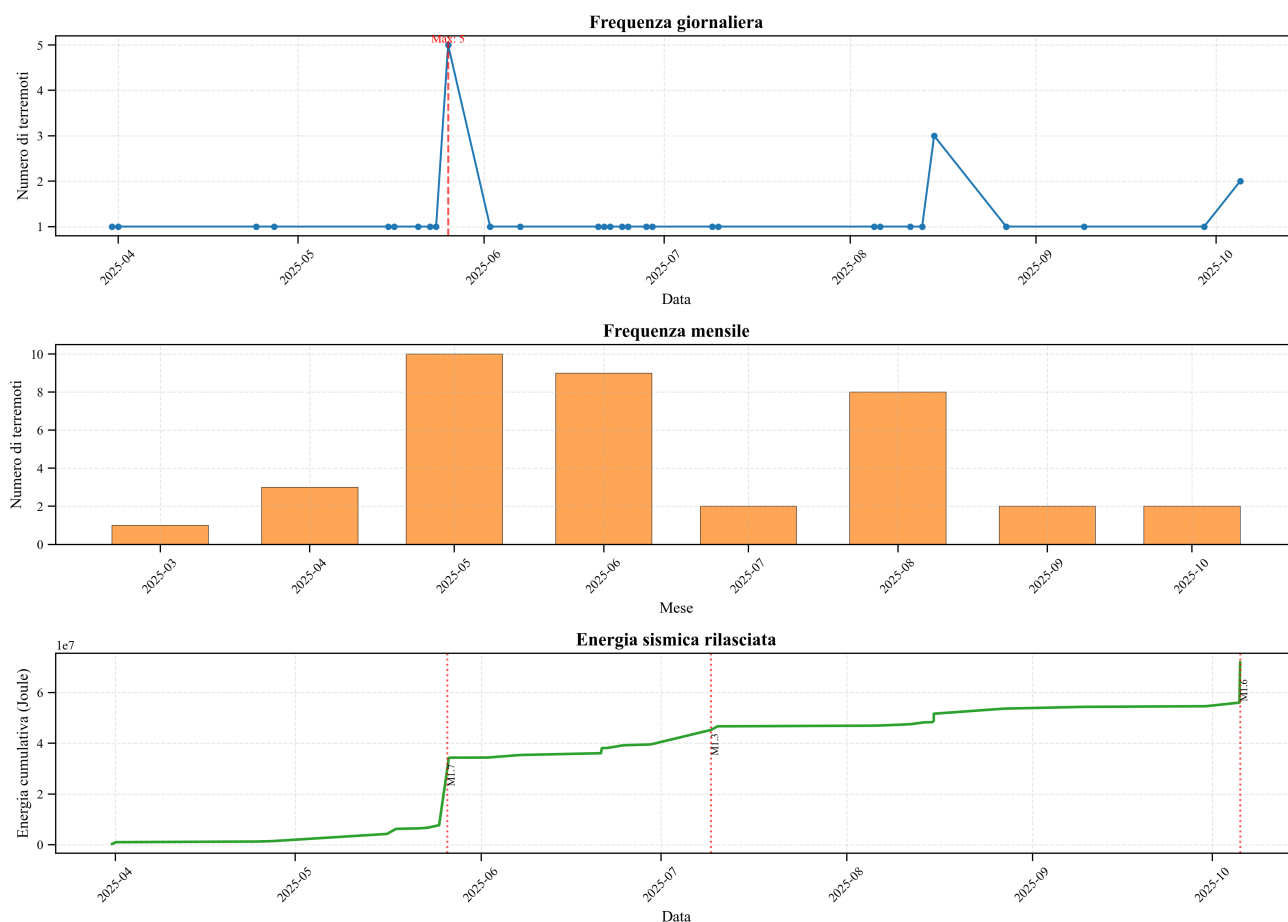 Frequenza giornaliera
Max: 5
5
4
3
2
1
Numero di terremoti
2025-04
2025-05
2025-06
2025-07
2025-08
2025-09
2025-10
Data
Frequenza mensile
10
8
6
4
2
0
Numero di terremoti
2025-03
2025-04
2025-05
2025-06
2025-07
2025-08
2025-09
2025-10
Mese
Energia sismica rilasciata
1e7
6
4
2
0
Energia cumulativa (Joule)
M1.7
M1.3
M1.6
2025-04
2025-05
2025-06
2025-07
2025-08
2025-09
2025-10
Data